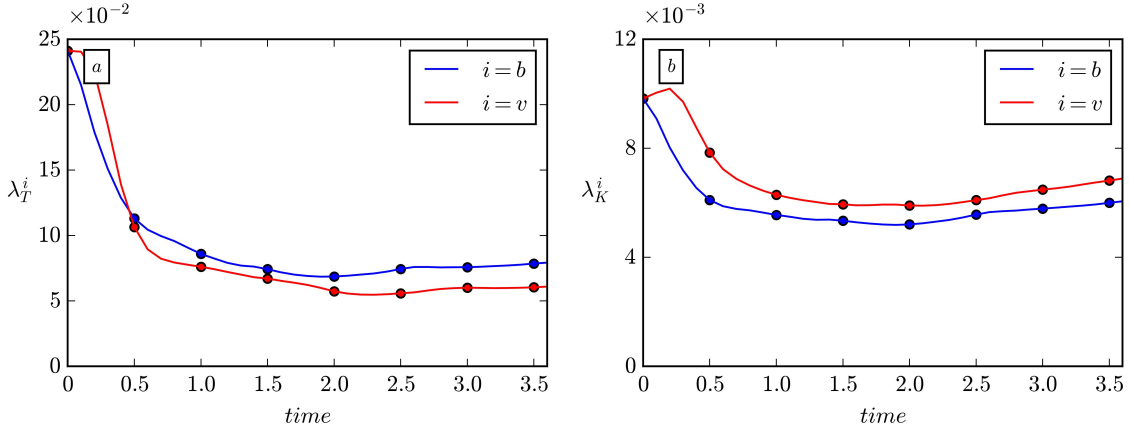 ×10⁻²
25
20
15
10
5
0
λ_T^i
a
i = b
i = v
0 0.5 1.0 1.5 2.0 2.5 3.0 3.5
time
×10⁻³
12
8
4
0
λ_K^i
b
i = b
i = v
0 0.5 1.0 1.5 2.0 2.5 3.0 3.5
time